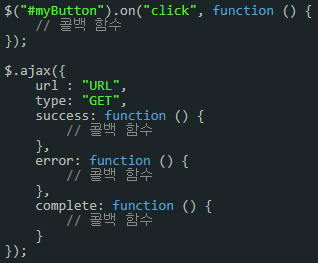 $("#myButton").on("click", function () {
    // 콜백 함수
});
$.ajax({
    url : "URL",
    type: "GET",
    success: function () {
        // 콜백 함수
    },
    error: function () {
        // 콜백 함수
    },
    complete: function () {
        // 콜백 함수
    }
});